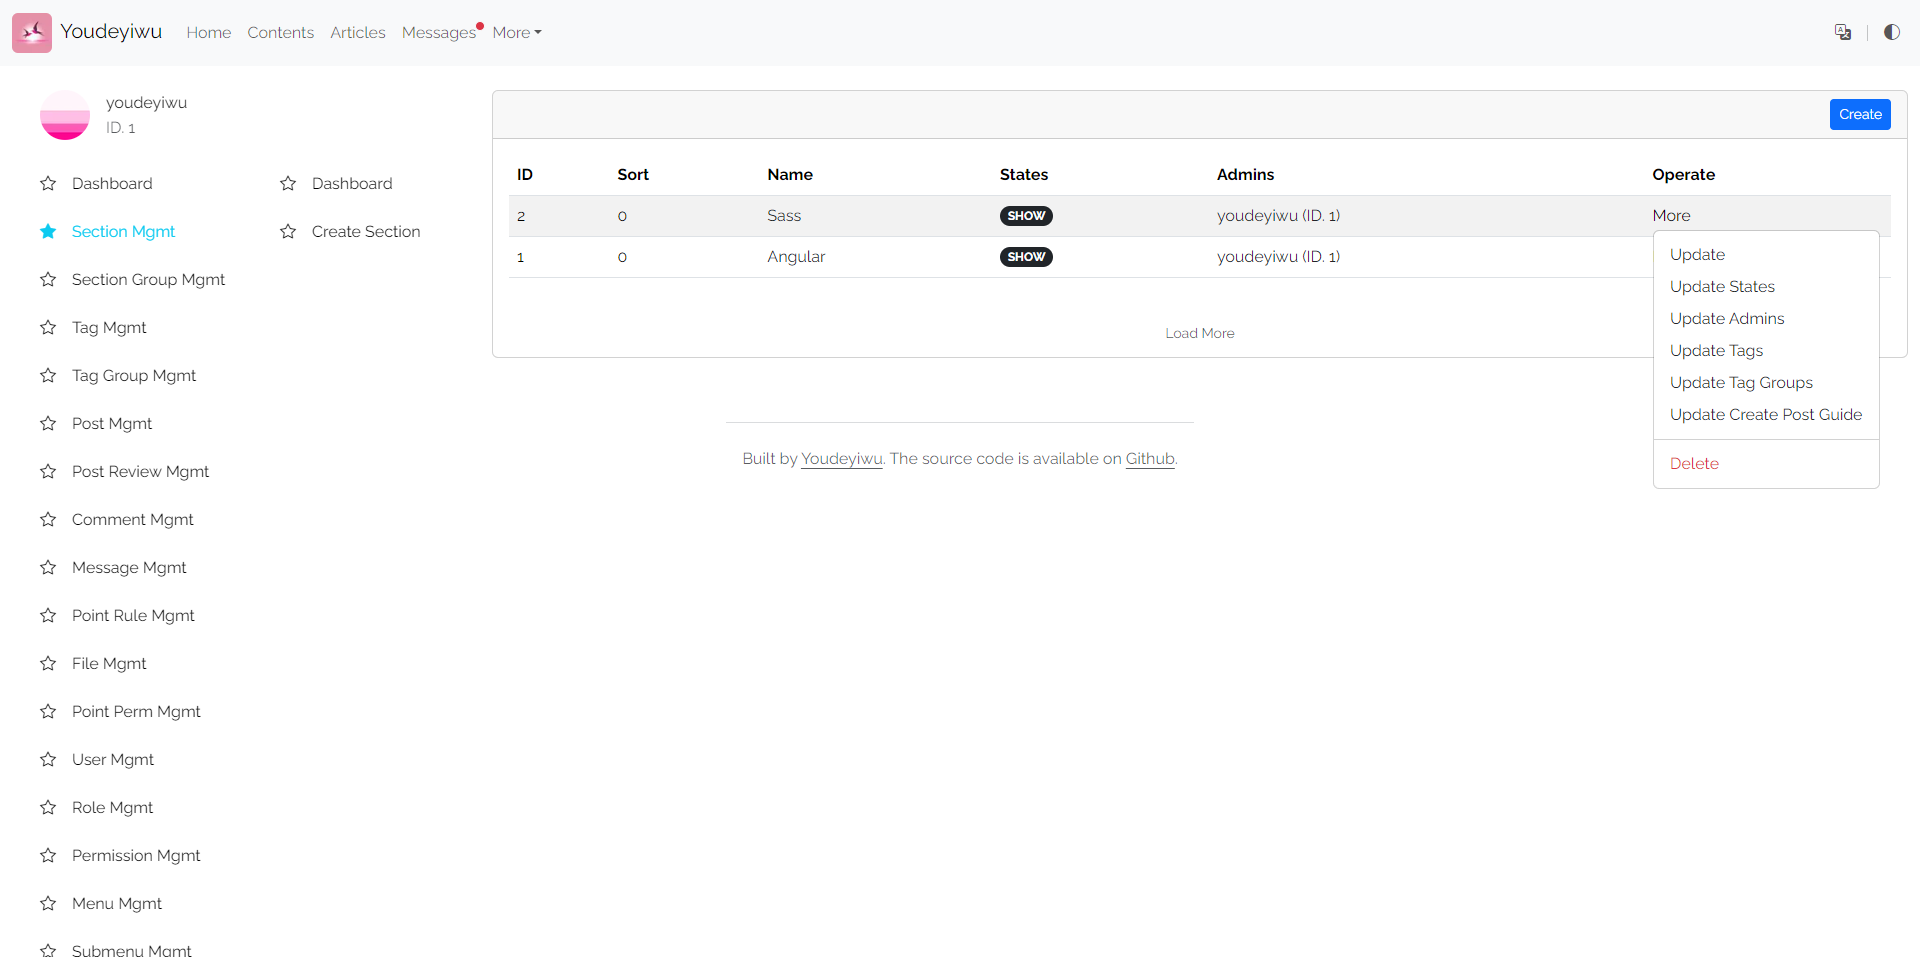 Youdeyiwu Home Contents Articles Messages More
youdeyiwu
ID. 1
Dashboard
Section Mgmt
Section Group Mgmt
Tag Mgmt
Tag Group Mgmt
Post Mgmt
Post Review Mgmt
Comment Mgmt
Message Mgmt
Point Rule Mgmt
File Mgmt
Point Perm Mgmt
User Mgmt
Role Mgmt
Permission Mgmt
Menu Mgmt
Submenu Mgmt
Dashboard
Create Section
Create
ID Sort Name States Admins Operate
2 0 Sass SHOW youdeyiwu (ID. 1) More
1 0 Angular SHOW youdeyiwu (ID. 1)
Load More
Update
Update States
Update Admins
Update Tags
Update Tag Groups
Update Create Post Guide
Delete
Built by Youdeyiwu. The source code is available on Github.